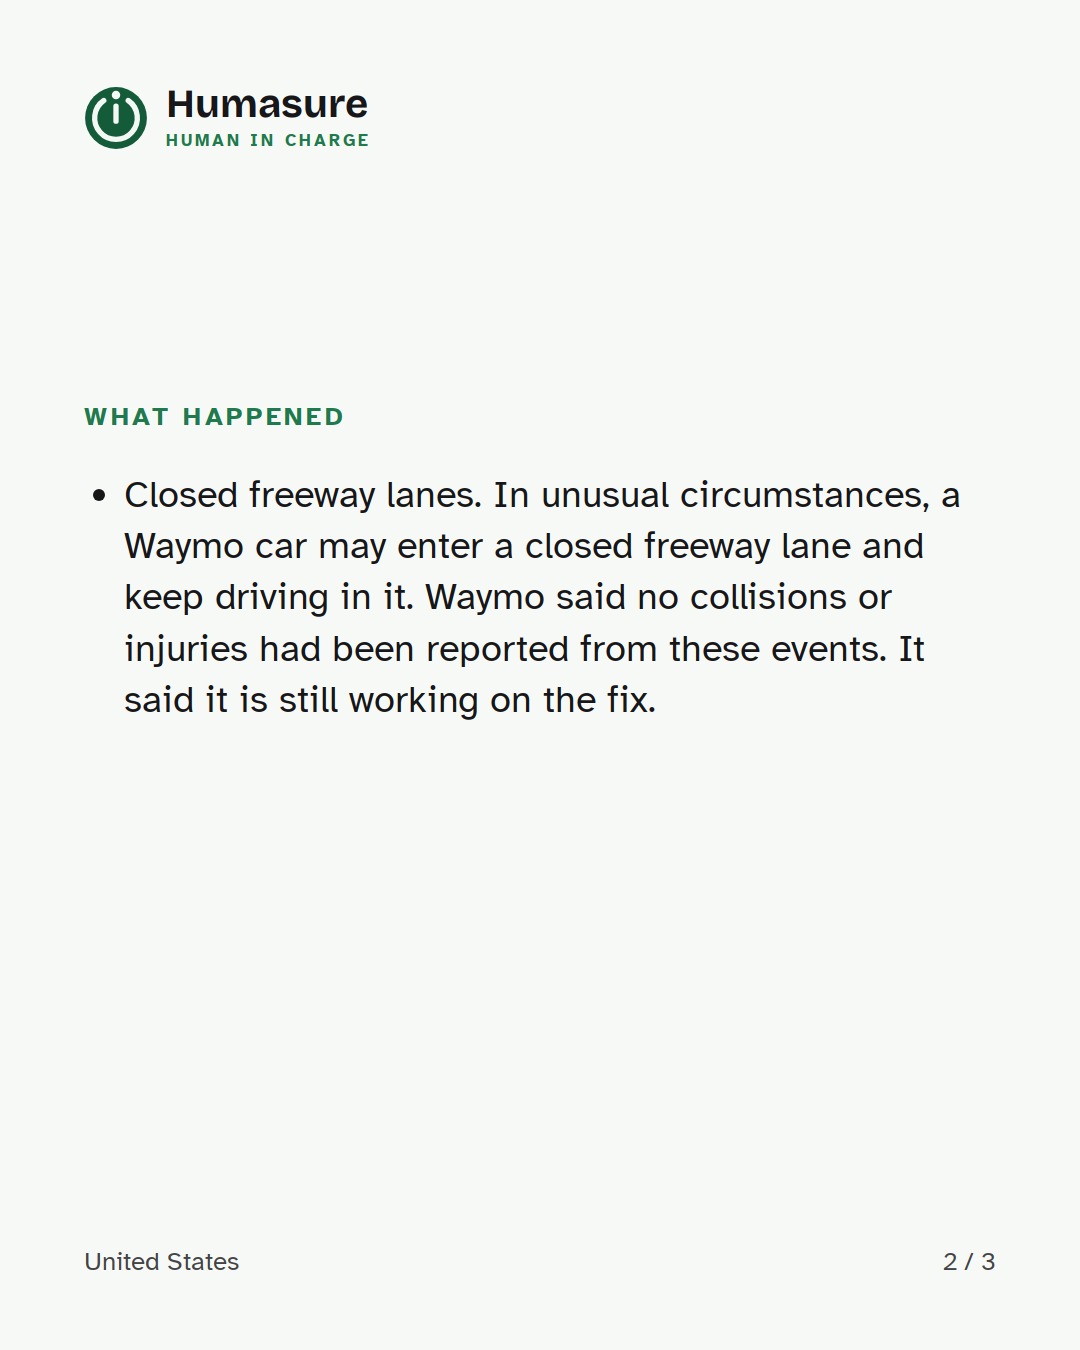 Humasure
HUMAN IN CHARGE
WHAT HAPPENED
• Closed freeway lanes. In unusual circumstances, a
Waymo car may enter a closed freeway lane and
keep driving in it. Waymo said no collisions or
injuries had been reported from these events. It
said it is still working on the fix.
United States
2 / 3